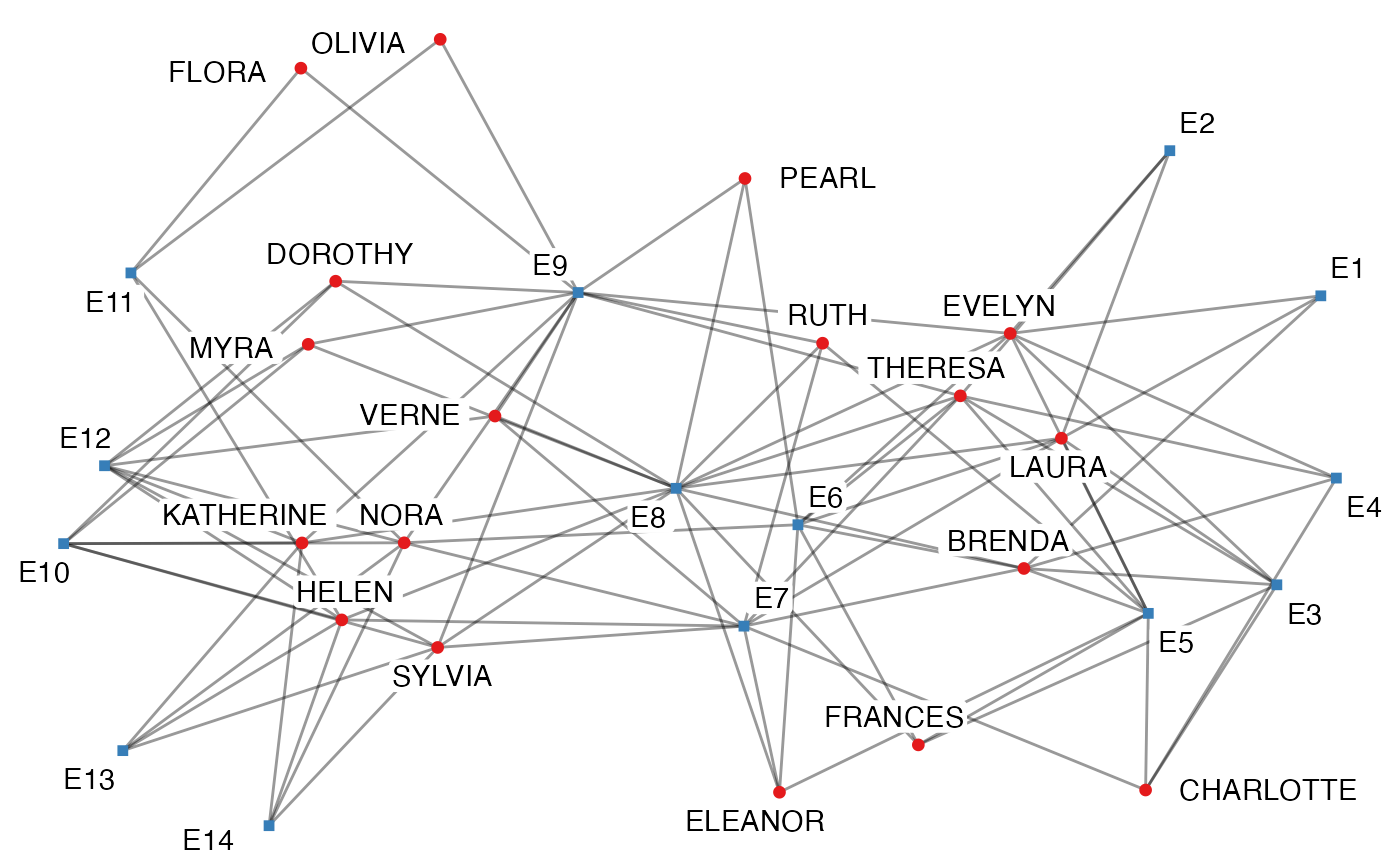 OLIVIA
FLORA
E2
PEARL
DOROTHY
E9
E1
E11
EVELYN
RUTH
MYRA
THERESA
VERNE
E12
LAURA
E6
E4
KATHERINE
NORA
E8
BRENDA
E10
HELEN
E7
E3
E5
SYLVIA
FRANCES
E13
CHARLOTTE
ELEANOR
E14